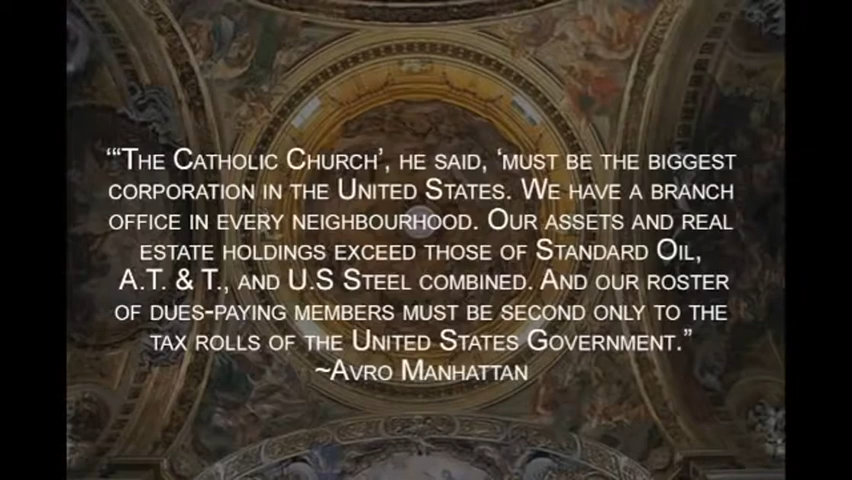 “‘The Catholic Church’, he said, ‘must be the biggest
corporation in the United States. We have a branch
office in every neighbourhood. Our assets and real
estate holdings exceed those of Standard Oil,
A.T. & T., and U.S Steel combined. And our roster
of dues-paying members must be second only to the
tax rolls of the United States Government.”
~Avro Manhattan